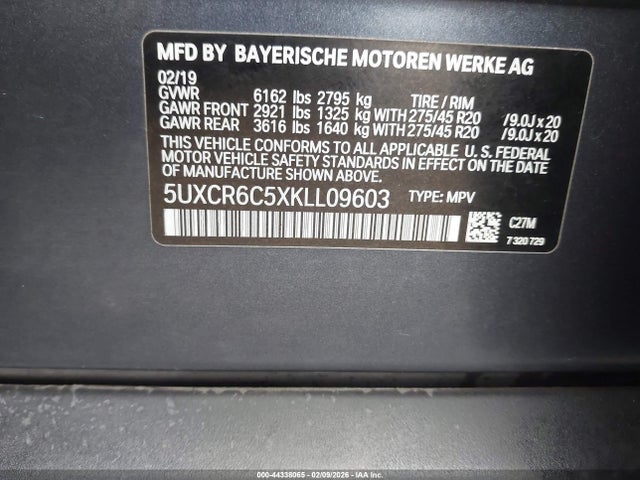 MFD BY BAYERISCHE MOTOREN WERKE AG
02/19
GVWR 6162 lbs 2795 kg TIRE / RIM
GAWR FRONT 2921 lbs 1325 kg WITH 275/45 R20 /9.0J x 20
GAWR REAR 3616 lbs 1640 kg WITH 275/45 R20 /9.0J x 20
THIS VEHICLE CONFORMS TO ALL APPLICABLE U. S. FEDERAL
MOTOR VEHICLE SAFETY STANDARDS IN EFFECT ON THE DATE
OF MANUFACTURE SHOWN ABOVE.
5UXCR6C5XKLL09603 TYPE: MPV
C27M
7 320 729
000-44338065 - 02/09/2026 - IAAI.COM